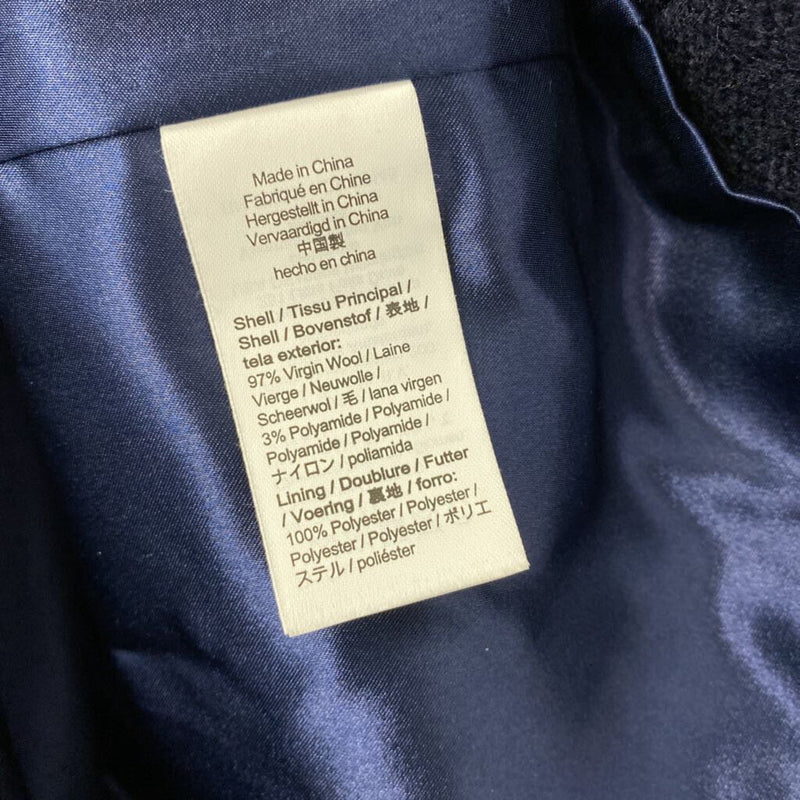 Made in China
Fabriqué en Chine
Hergestellt in China
Vervaardigd in China
中国製
hecho en china
Shell / Tissu Principal /
Shell / Bovenstof / 表地 /
tela exterior:
97% Virgin Wool / Laine
Vierge / Neuwolle /
Scheerwol / 毛 / lana virgen
3% Polyamide / Polyamide /
Polyamide / Polyamide /
ナイロン / poliamida
Lining / Doublure / Futter
/ Voering / 裏地 / forro:
100% Polyester / Polyester /
Polyester / Polyester / ポリエ
ステル / poliéster